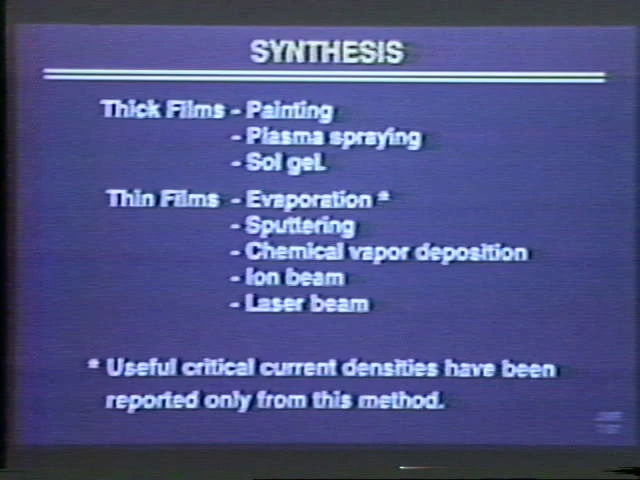 SYNTHESIS
Thick Films - Painting
- Plasma spraying
- Sol gel.
Thin Films - Evaporation *
- Sputtering
- Chemical vapor deposition
- Ion beam
- Laser beam
* Useful critical current densities have been
reported only from this method.